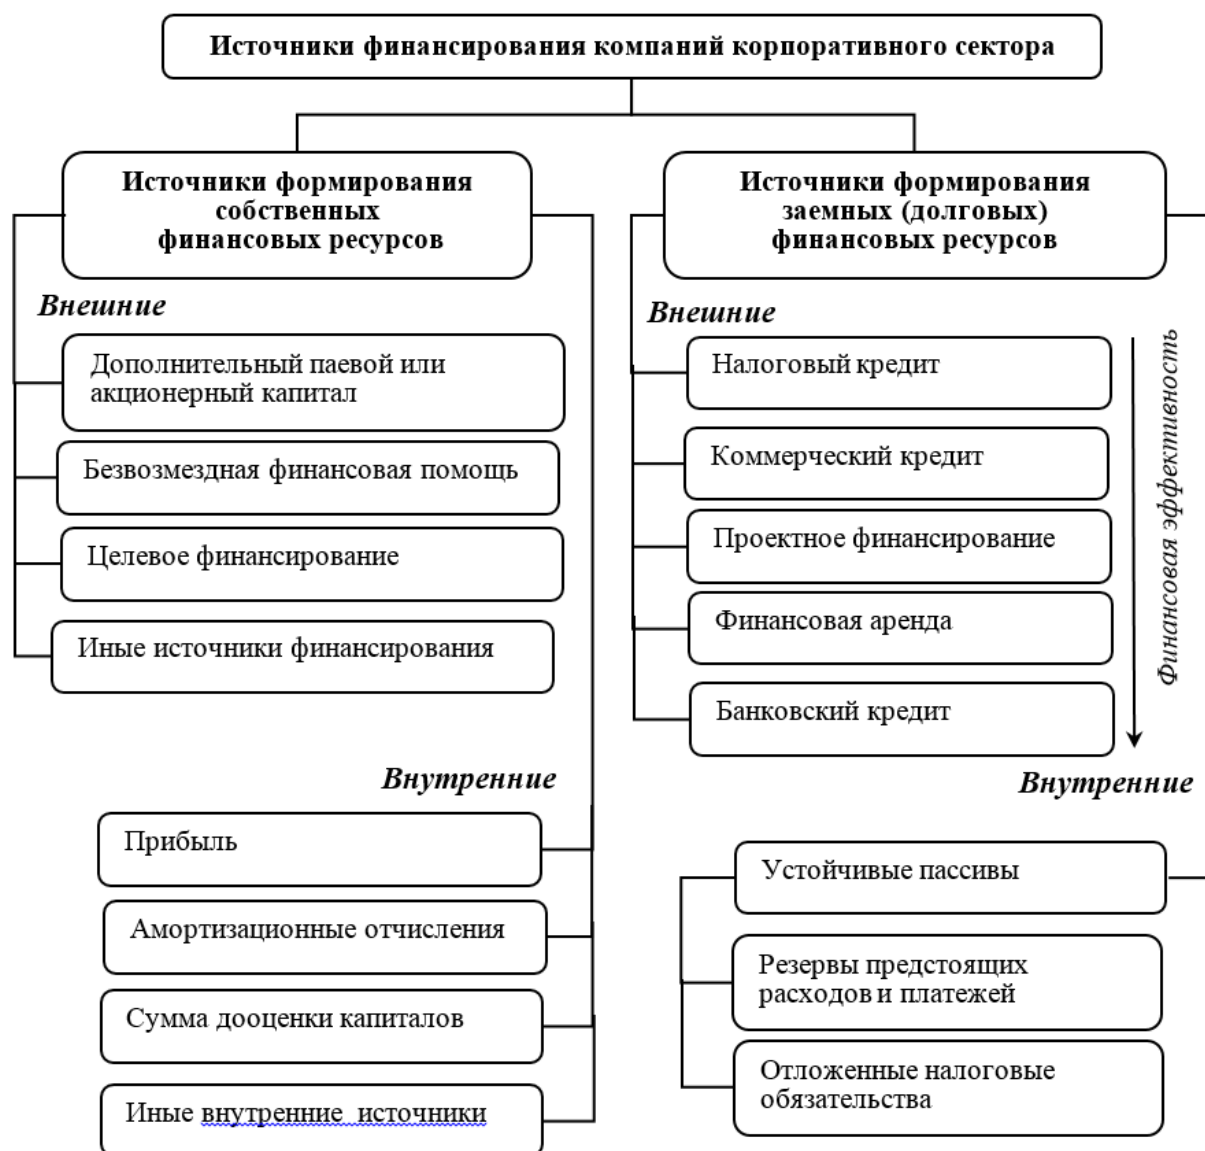 Источники финансирования компаний корпоративного сектора
Источники формирования
собственных
финансовых ресурсов
Внешние
Дополнительный паевой или
акционерный капитал
Безвозмездная финансовая помощь
Целевое финансирование
Иные источники финансирования
Внутренние
Прибыль
Амортизационные отчисления
Сумма дооценки капиталов
Иные внутренние источники
Источники формирования
заемных (долговых)
финансовых ресурсов
Внешние
Налоговый кредит
Коммерческий кредит
Проектное финансирование
Финансовая аренда
Банковский кредит
Финансовая эффективность
Внутренние
Устойчивые пассивы
Резервы предстоящих
расходов и платежей
Отложенные налоговые
обязательства